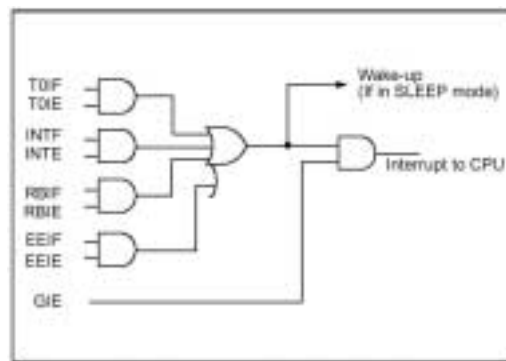 T0IF
T0IE
INTF
INTE
RBIF
RBIE
EEIF
EEIE
GIE
Wake-up
(If in SLEEP mode)
Interrupt to CPU